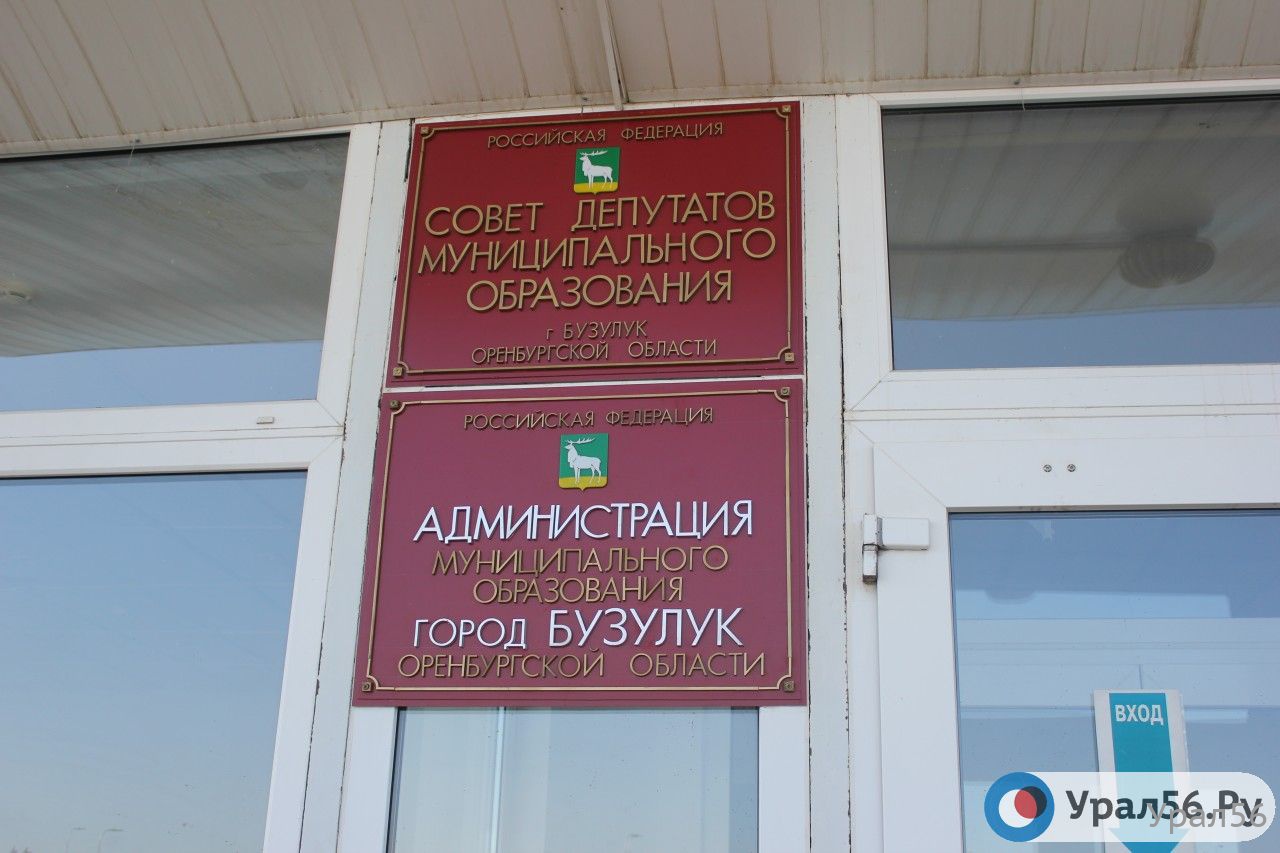 РОССИЙСКАЯ ФЕДЕРАЦИЯ
СОВЕТ ДЕПУТАТОВ
МУНИЦИПАЛЬНОГО
ОБРАЗОВАНИЯ
г БУЗУЛУК
ОРЕНБУРГСКОЙ ОБЛАСТИ
РОССИЙСКАЯ ФЕДЕРАЦИЯ
АДМИНИСТРАЦИЯ
МУНИЦИПАЛЬНОГО
ОБРАЗОВАНИЯ
ГОРОД БУЗУЛУК
ОРЕНБУРГСКОЙ ОБЛАСТИ
ВХОД
Урал56.Ру
Урал56